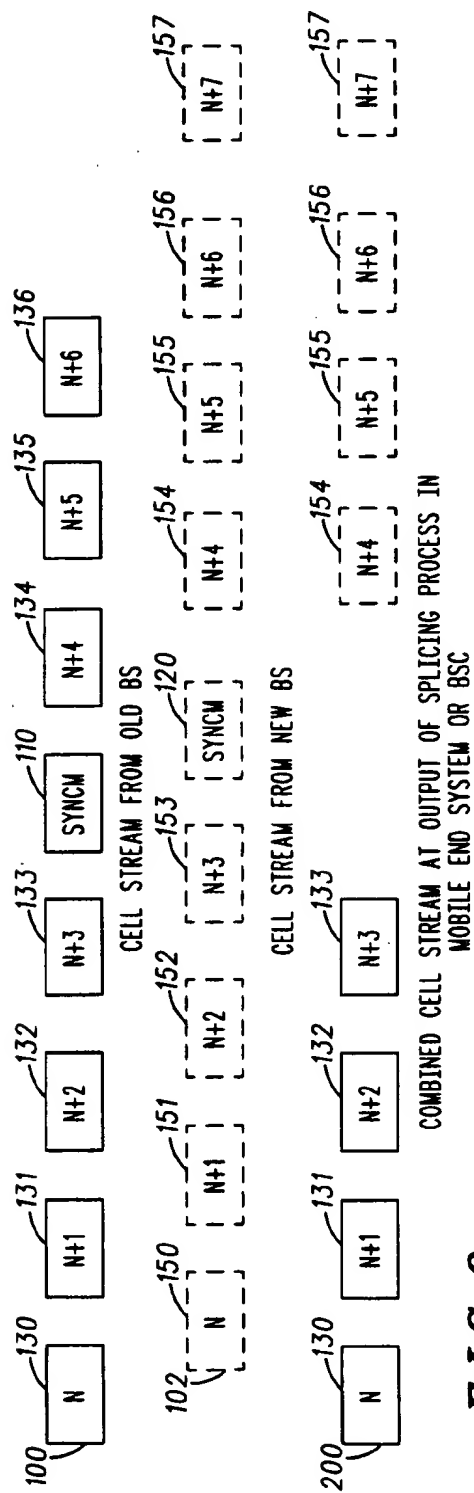 130 131 132 133 110 134 135 136
N N+1 N+2 N+3 SYNCM N+4 N+5 N+6
100
CELL STREAM FROM OLD BS
150 151 152 153 120 154 155 156 157
N N+1 N+2 N+3 SYNCM N+4 N+5 N+6 N+7
102
CELL STREAM FROM NEW BS
130 131 132 133 154 155 156 157
N N+1 N+2 N+3 N+4 N+5 N+6 N+7
200
COMBINED CELL STREAM AT OUTPUT OF SPLICING PROCESS IN
MOBILE END SYSTEM OR BSC